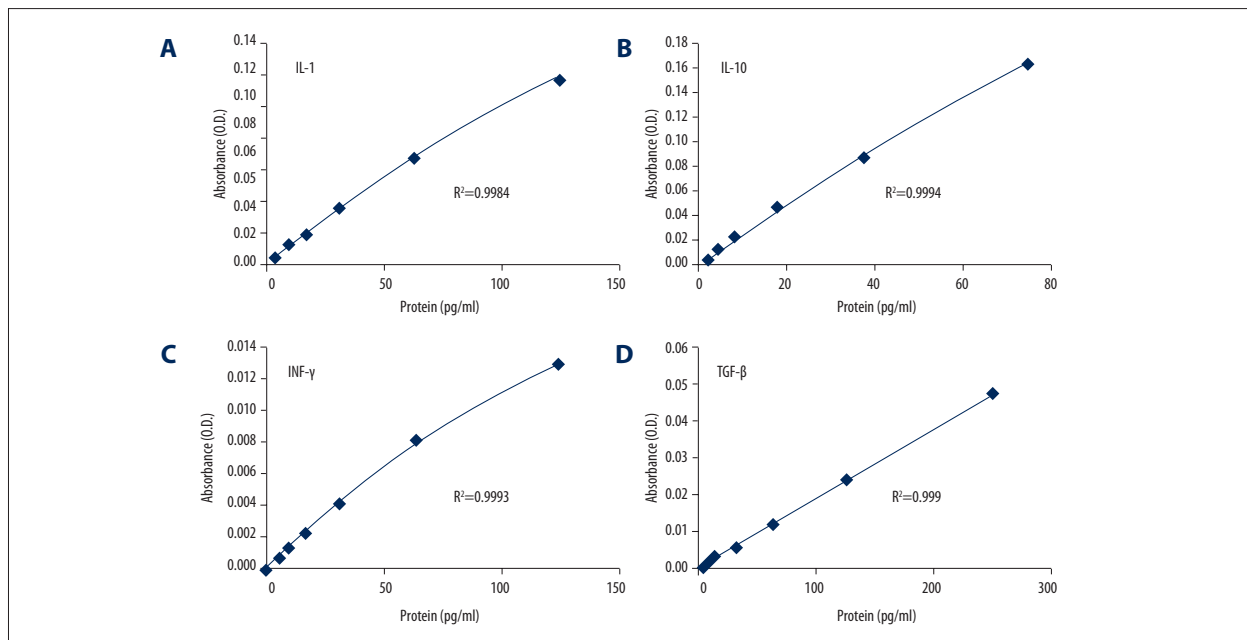 A
IL-1
Absorbance (O.D.)
0.14
0.12
0.10
0.08
0.06
0.04
0.02
0.00
R²=0.9984
0
50
100
150
Protein (pg/ml)
B
IL-10
Absorbance (O.D.)
0.18
0.16
0.14
0.12
0.10
0.08
0.06
0.04
0.02
0.00
R²=0.9994
0
20
40
60
80
Protein (pg/ml)
C
INF-γ
Absorbance (O.D.)
0.014
0.012
0.010
0.008
0.006
0.004
0.002
0.000
R²=0.9993
0
50
100
150
Protein (pg/ml)
D
TGF-β
Absorbance (O.D.)
0.06
0.05
0.04
0.03
0.02
0.01
0.00
R²=0.999
0
100
200
300
Protein (pg/ml)